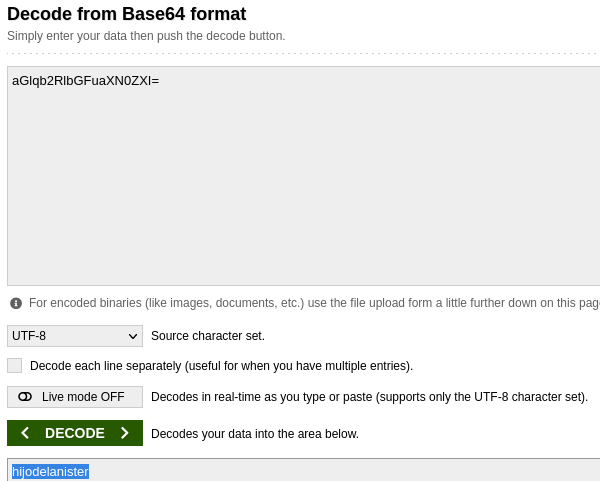 Decode from Base64 format
Simply enter your data then push the decode button.
aGlqb2RlbGFuaXN0ZXI=
For encoded binaries (like images, documents, etc.) use the file upload form a little further down on this pag
UTF-8 Source character set.
Decode each line separately (useful for when you have multiple entries).
Live mode OFF Decodes in real-time as you type or paste (supports only the UTF-8 character set).
DECODE Decodes your data into the area below.
hijodelanister